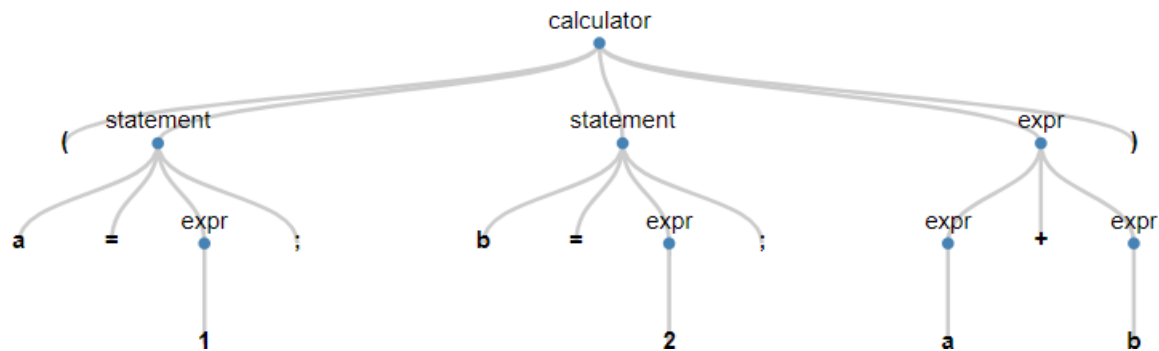 calculator
( statement statement expr )
a = expr ; b = expr ; expr + expr
1 2 a b